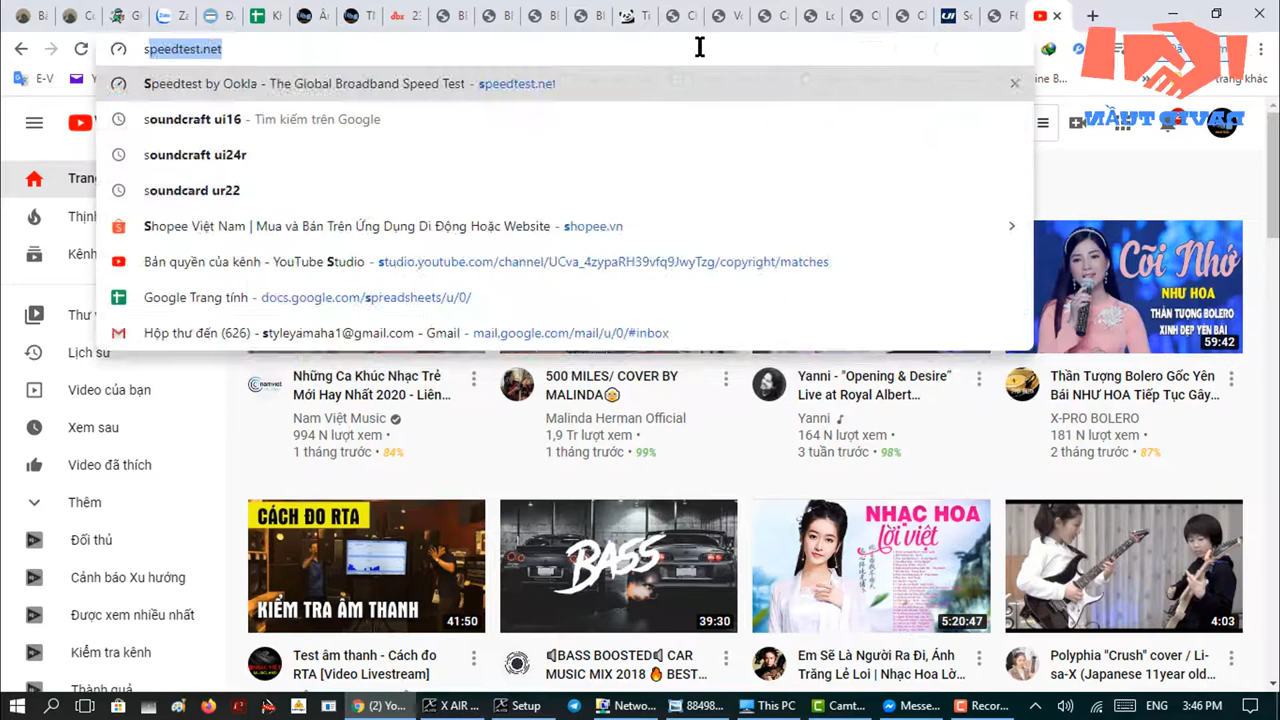 speedtest.net
E-V
trang khác
Speedtest by Ookla - The Global Broadband Speed Test - speedtest.net
soundcraft ui16 - Tìm kiếm trên Google
soundcraft ui24r
soundcard ur22
Shopee Việt Nam | Mua và Bán Trên Ứng Dụng Di Động Hoặc Website - shopee.vn
Bản quyền của kênh - YouTube Studio - studio.youtube.com/channel/UCva_4zypaRH39vfq9JwyTzg/copyright/matches
Google Trang tính - docs.google.com/spreadsheets/u/0/
Hộp thư đến (626) - styleyamaha1@gmail.com - Gmail - mail.google.com/mail/u/0/#inbox
Trang
Thịnh
Kênh
Thư v
Lịch sử
Video của bạn
Xem sau
Video đã thích
Thêm
Đối thủ
Cảnh báo Xu hướng
Được xem nhiều nhất
Kiểm tra kênh
Thành quả
Cõi Nhớ
NHƯ HOA
THẦN TƯỢNG BOLERO
XINH ĐẸP YÊN BÁI
59:42
Những Ca Khúc Nhạc Trẻ
Mới Hay Nhất 2020 - Liên...
Nam Việt Music
994 N lượt xem •
1 tháng trước • 84%
500 MILES/ COVER BY
MALINDA
Malinda Herman Official
1,9 Tr lượt xem •
1 tháng trước • 99%
Yanni - "Opening & Desire"
Live at Royal Albert...
Yanni
164 N lượt xem •
3 tuần trước • 98%
Thần Tượng Bolero Gốc Yên
Bái NHƯ HOA Tiếp Tục Gây...
X-PRO BOLERO
181 N lượt xem •
2 tháng trước • 87%
CÁCH ĐO RTA
KIỂM TRA ÂM THANH
41:50
BASS
39:30
NHẠC HOA
lời việt
5:20:47
4:03
Test âm thanh - Cách đo
RTA [Video Livestream]
BASS BOOSTED CAR
MUSIC MIX 2018 BEST...
Em Sẽ Là Người Ra Đi, Ánh
Trăng Lẻ Loi | Nhạc Hoa Lờ...
Polyphia "Crush" cover / Li-
sa-X (Japanese 11year old...
(2) Yo...
X AIR ...
Setup
Netwo...
88498...
This PC
Camt...
Messe...
Recor...
ENG
3:46 PM